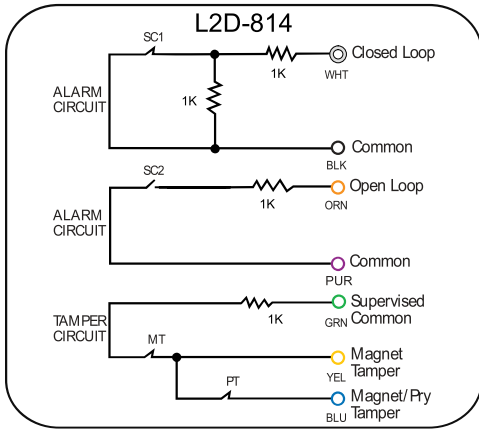 L2D-814
SC1
1K
WHT
Closed Loop
ALARM
CIRCUIT
1K
Common
BLK
SC2
1K
Open Loop
ORN
ALARM
CIRCUIT
Common
PUR
1K
Supervised
Common
GRN
TAMPER
CIRCUIT
MT
Magnet
Tamper
YEL
PT
Magnet/Pry
Tamper
BLU